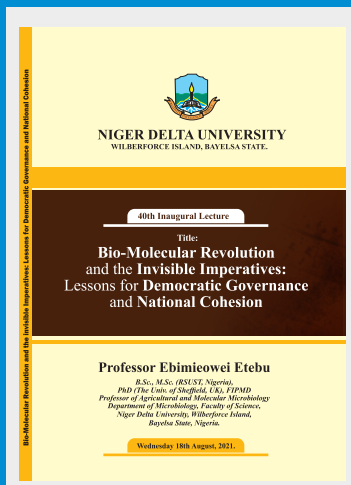 Bio-Molecular Revolution and the Invisible Imperatives: Lessons for Democratic Governance and National Cohesion
NIGER DELTA UNIVERSITY
WILBERFORCE ISLAND, BAYELSA STATE.
40th Inaugural Lecture
Title:
Bio-Molecular Revolution
and the Invisible Imperatives:
Lessons for Democratic Governance
and National Cohesion
Professor Ebimieowei Etebu
B.Sc., M.Sc. (RSUST, Nigeria),
PhD (The Univ. of Sheffield, UK), FIPMD
Professor of Agricultural and Molecular Microbiology
Department of Microbiology, Faculty of Science,
Niger Delta University, Wilberforce Island,
Bayelsa State, Nigeria.
Wednesday 18th August, 2021.